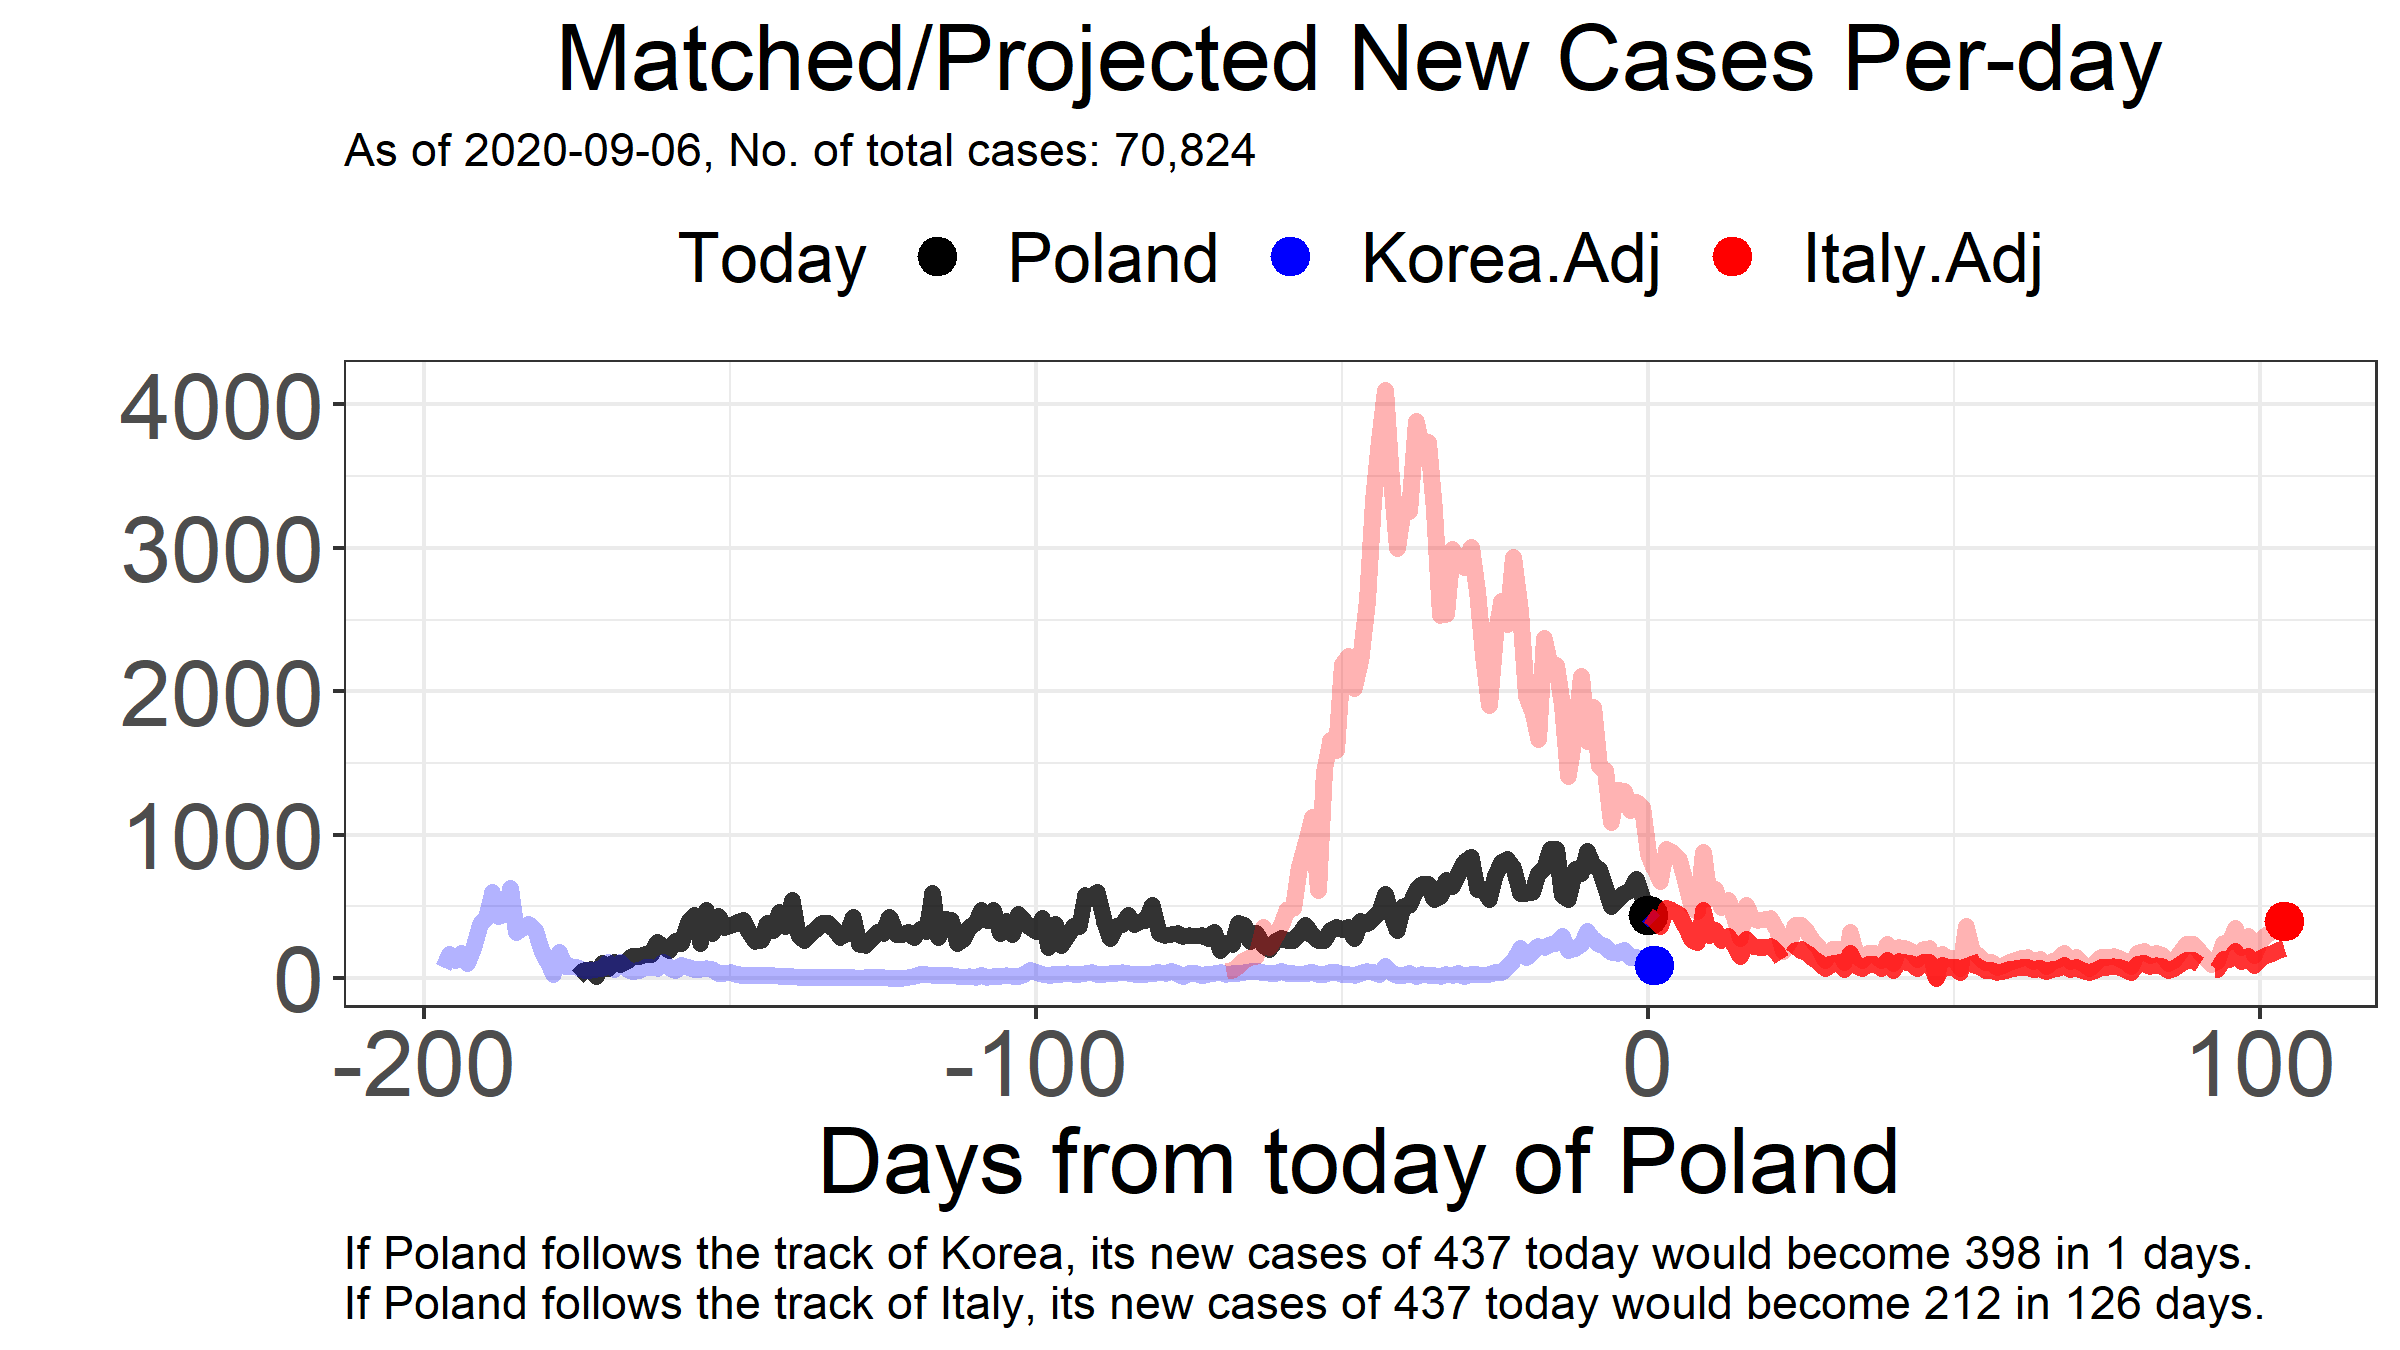 Matched/Projected New Cases Per-day
As of 2020-09-06, No. of total cases: 70,824
Today Poland Korea.Adj Italy.Adj
4000
3000
2000
1000
0
-200 -100 0 100
Days from today of Poland
If Poland follows the track of Korea, its new cases of 437 today would become 398 in 1 days.
If Poland follows the track of Italy, its new cases of 437 today would become 212 in 126 days.